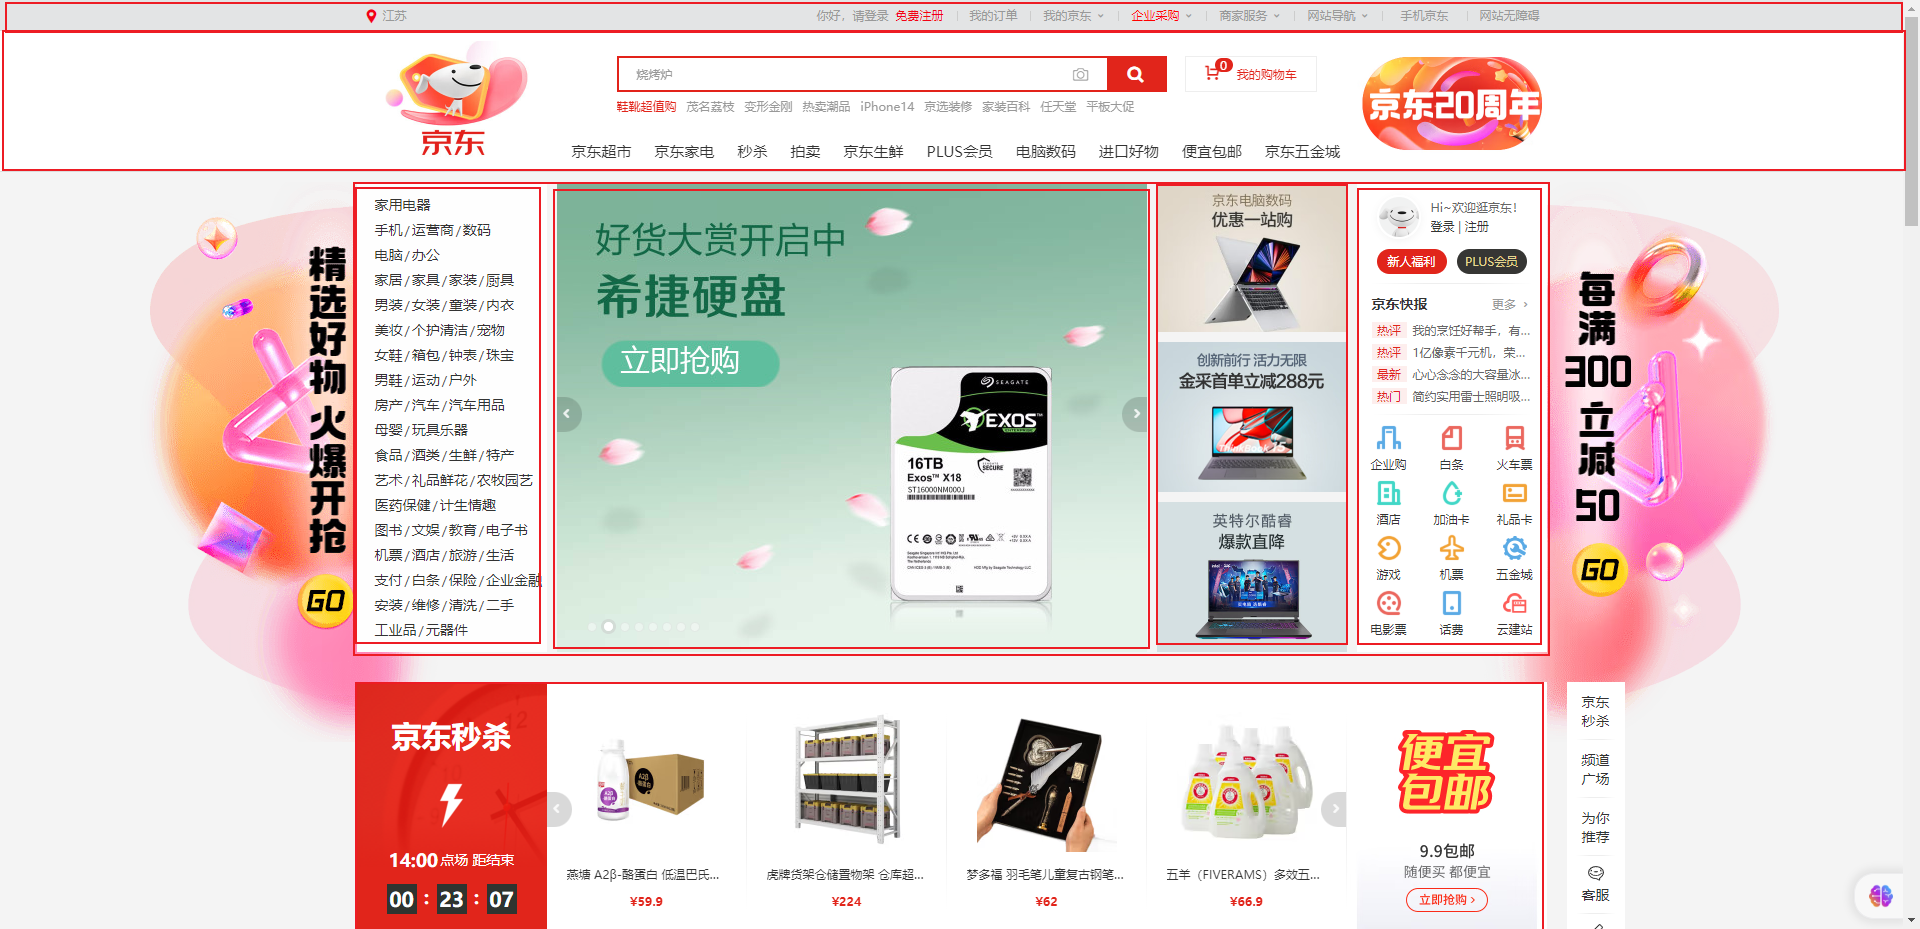 江苏
你好，请登录 免费注册 我的订单 我的京东 企业采购 商家服务 网站导航 手机京东 网站无障碍
京东
烧烤炉
0 我的购物车
鞋靴超值购 茂名荔枝 变形金刚 热卖潮品 iPhone14 京选装修 家装百科 任天堂 平板大促
京东20周年
京东超市 京东家电 秒杀 拍卖 京东生鲜 PLUS会员 电脑数码 进口好物 便宜包邮 京东五金城
精选好物 火爆开抢
GO
家用电器
手机/运营商/数码
电脑/办公
家居/家具/家装/厨具
男装/女装/童装/内衣
美妆/个护清洁/宠物
女鞋/箱包/钟表/珠宝
男鞋/运动/户外
房产/汽车/汽车用品
母婴/玩具乐器
食品/酒类/生鲜/特产
艺术/礼品鲜花/农牧园艺
医药保健/计生情趣
图书/文娱/教育/电子书
机票/酒店/旅游/生活
支付/白条/保险/企业金融
安装/维修/清洗/二手
工业品/元器件
好货大赏开启中
希捷硬盘
立即抢购
SEAGATE
EXOS™
ENTERPRISE
16TB
Exos™ X18
ST16000NM000J
SEAGATE SECURE
京东电脑数码
优惠一站购
创新前行 活力无限
金采首单立减288元
英特尔酷睿
爆款直降
Hi~欢迎逛京东！
登录 | 注册
新人福利 PLUS会员
京东快报 更多
热评 我的烹饪好帮手，有...
热评 1亿像素千元机，荣...
最新 心心念念的大容量冰...
热门 简约实用雷士照明吸...
企业购 白条 火车票
酒店 加油卡 礼品卡
游戏 机票 五金城
电影票 话费 云建站
每满
300
立减
50
GO
京东秒杀
14:00 点场 距结束
00 : 23 : 07
燕塘 A2β-酪蛋白 低温巴氏...
¥59.9
虎牌货架仓储置物架 仓库超...
¥224
梦多福 羽毛笔儿童复古钢笔...
¥62
五羊（FIVERAMS）多效五...
¥66.9
便宜
包邮
9.9包邮
随便买 都便宜
立即抢购
京东
秒杀
频道
广场
为你
推荐
客服